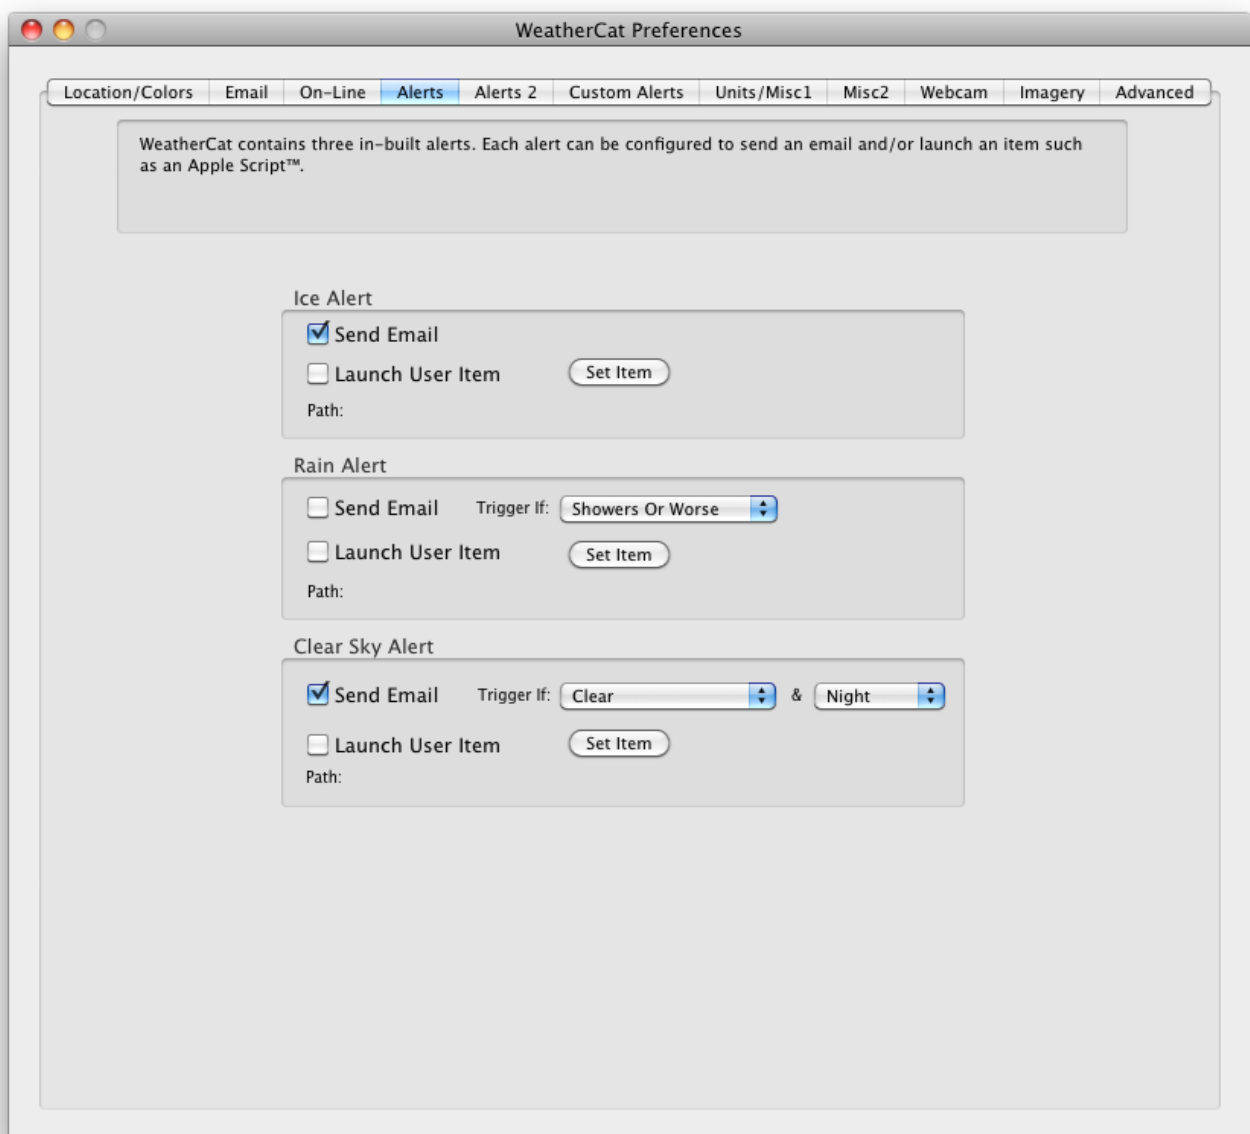 WeatherCat Preferences
Location/Colors Email On-Line Alerts Alerts 2 Custom Alerts Units/Misc1 Misc2 Webcam Imagery Advanced
WeatherCat contains three in-built alerts. Each alert can be configured to send an email and/or launch an item such
as an Apple Script™.
Ice Alert
Send Email
Launch User Item Set Item
Path:
Rain Alert
Send Email Trigger If: Showers Or Worse
Launch User Item Set Item
Path:
Clear Sky Alert
Send Email Trigger If: Clear & Night
Launch User Item Set Item
Path: